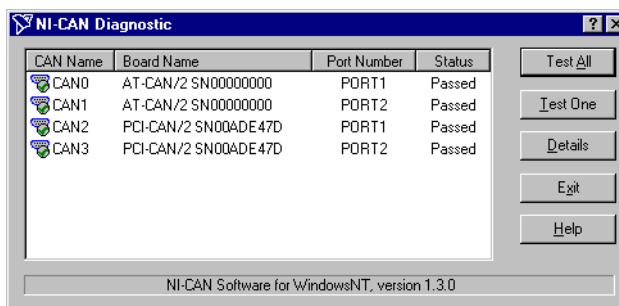 NI-CAN Diagnostic
CAN Name Board Name Port Number Status
CAN0 AT-CAN/2 SN00000000 PORT1 Passed
CAN1 AT-CAN/2 SN00000000 PORT2 Passed
CAN2 PCI-CAN/2 SN00ADE47D PORT1 Passed
CAN3 PCI-CAN/2 SN00ADE47D PORT2 Passed
Test All
Test One
Details
Exit
Help
NI-CAN Software for WindowsNT, version 1.3.0